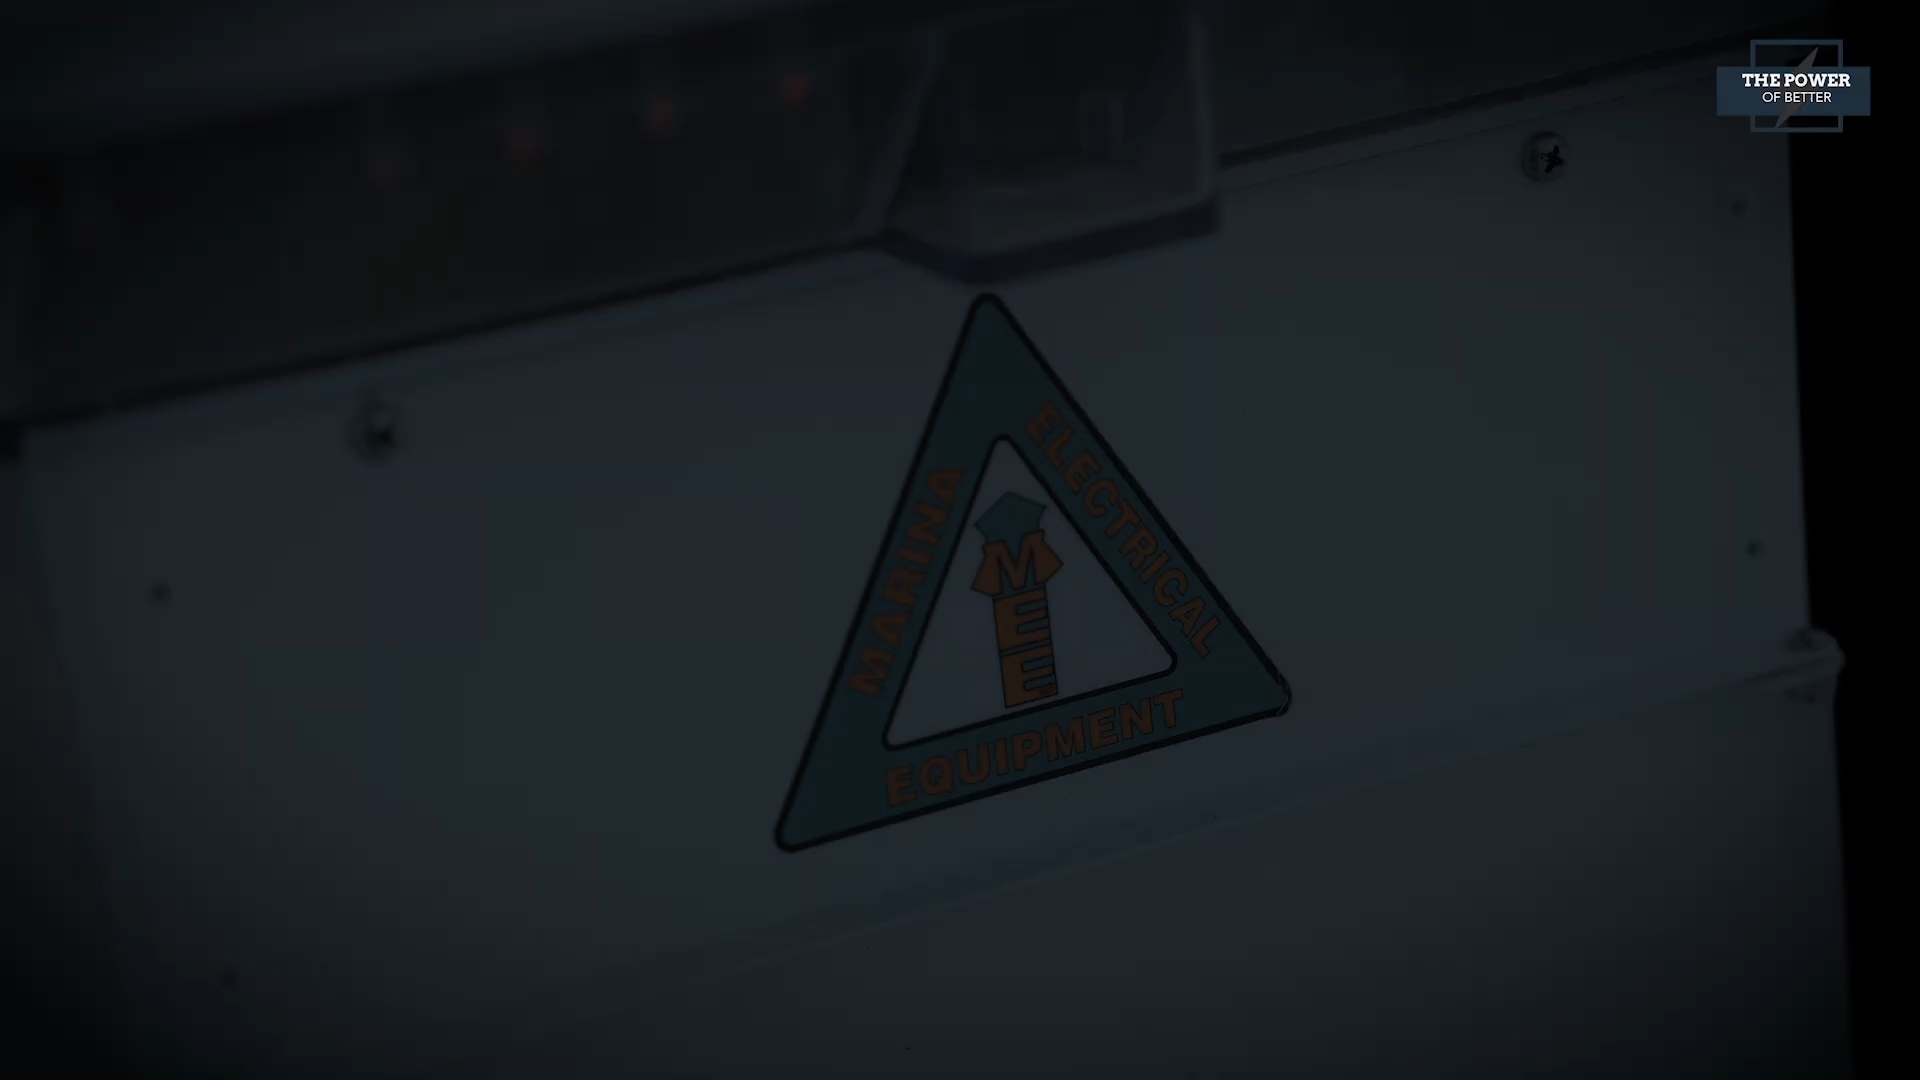 THE POWER
OF BETTER
MARINA
ELECTRICAL
MEE
EQUIPMENT